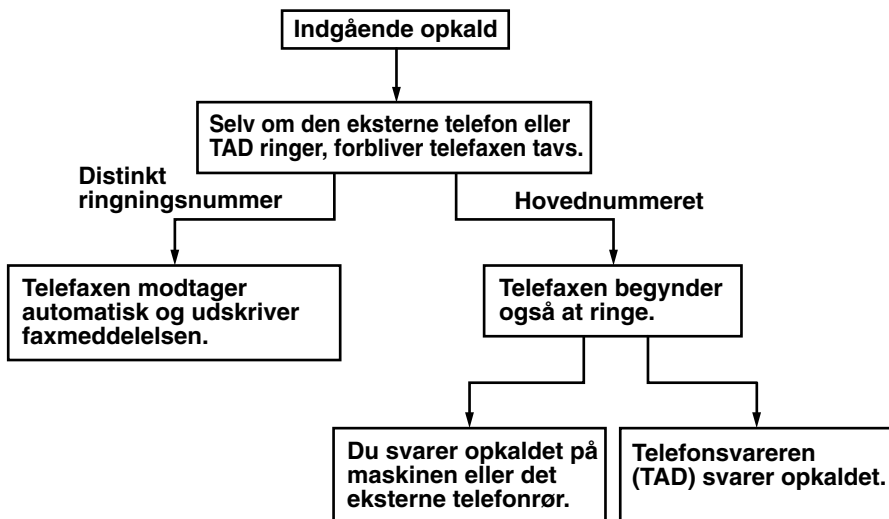 Indgående opkald
Selv om den eksterne telefon eller
TAD ringer, forbliver telefaxen tavs.
Distinkt
ringningsnummer
Hovednummeret
Telefaxen modtager
automatisk og udskriver
faxmeddelelsen.
Telefaxen begynder
også at ringe.
Du svarer opkaldet på
maskinen eller det
eksterne telefonrør.
Telefonsvareren
(TAD) svarer opkaldet.